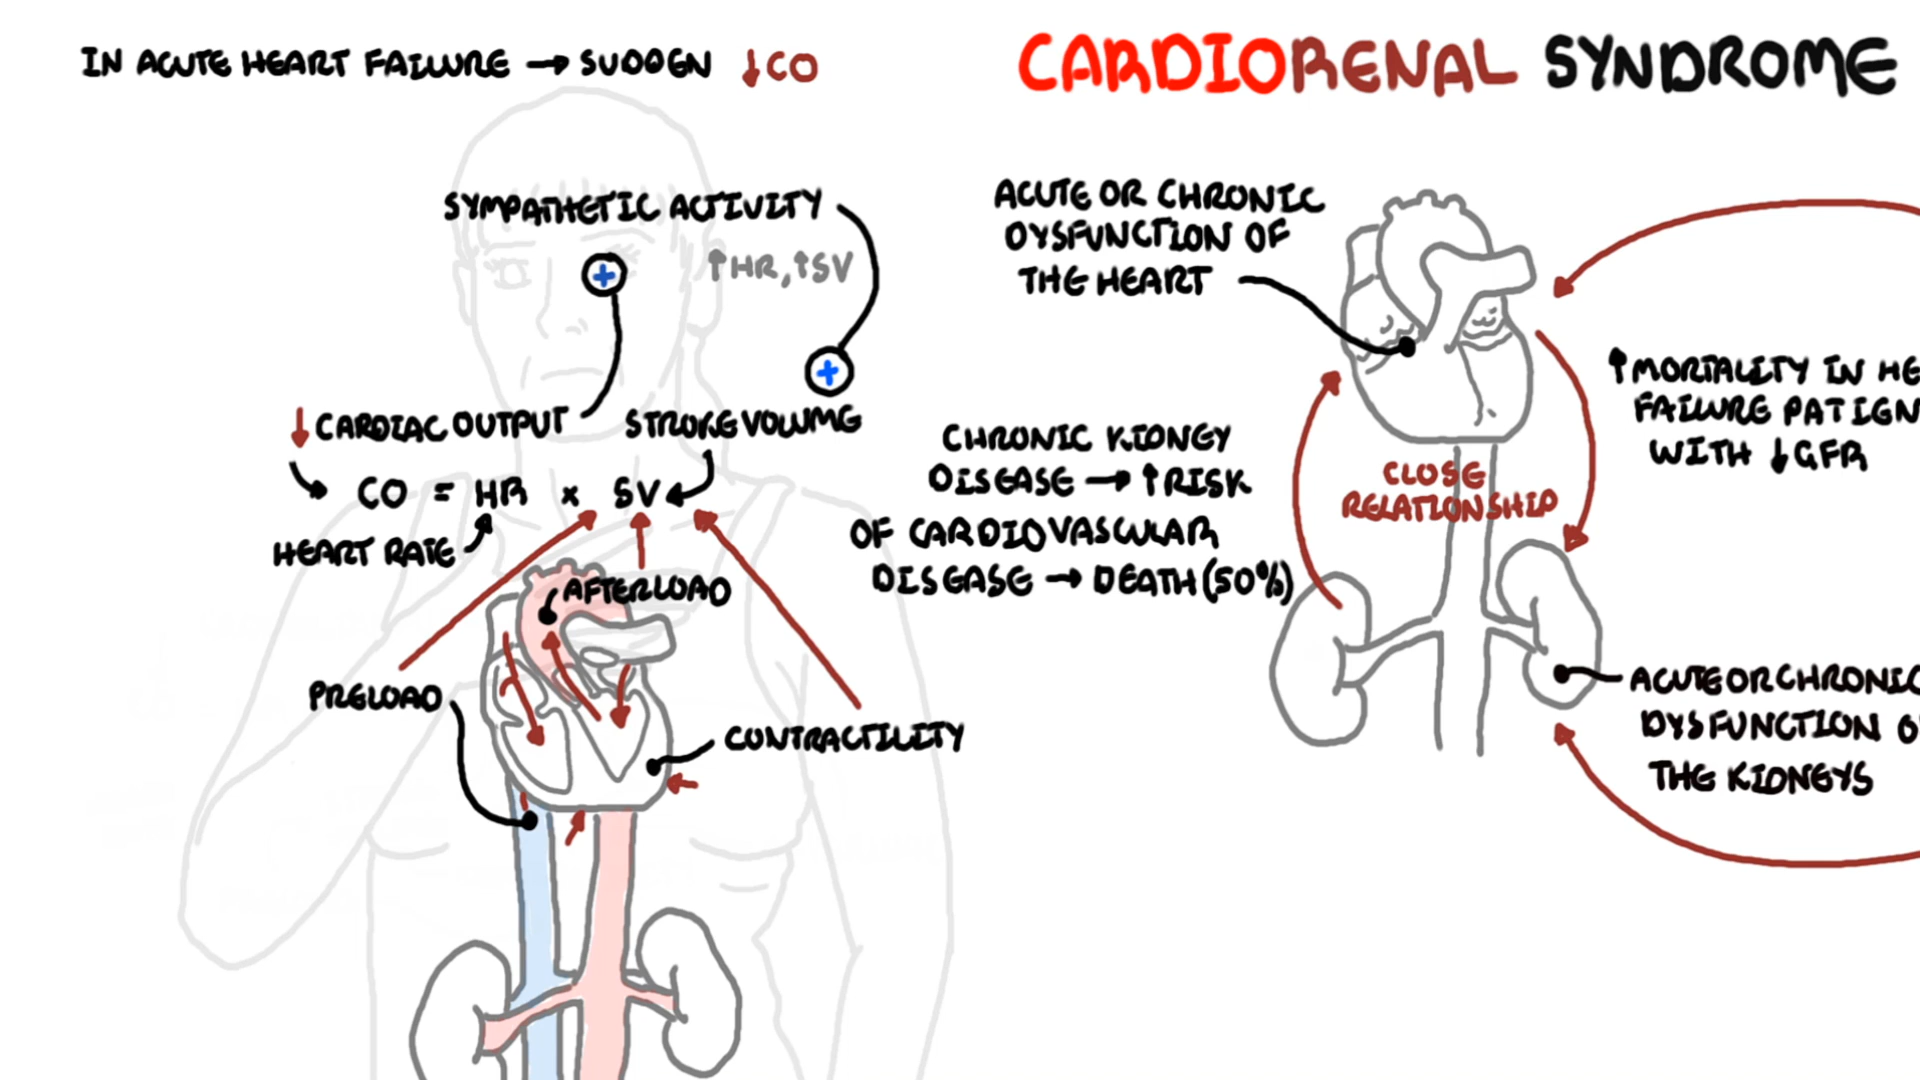 IN ACUTE HEART FAILURE → SUDDEN ↓CO
SYMPATHETIC ACTIVITY
+
↑HR, ↑SV
+
↓CARDIAC OUTPUT
STROKE VOLUME
CO = HR x SV
HEART RATE
AFTERLOAD
PRELOAD
CONTRACTILITY
CARDIORENAL SYNDROME
ACUTE OR CHRONIC
DYSFUNCTION OF
THE HEART
↑MORTALITY IN HE
FAILURE PATIEN
WITH ↓GFR
CHRONIC KIDNEY
DISEASE → ↑RISK
OF CARDIOVASCULAR
DISEASE → DEATH (50%)
CLOSE
RELATIONSHIP
ACUTE OR CHRONIC
DYSFUNCTION O
THE KIDNEYS